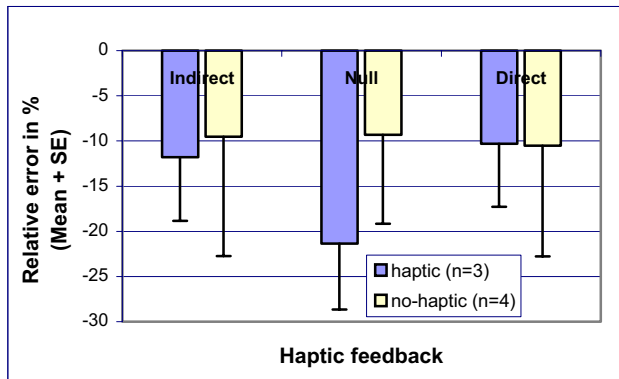 0
Indirect Null Direct
-5
-10
-15
-20
-25
-30
Relative error in %
(Mean + SE)
haptic (n=3)
no-haptic (n=4)
Haptic feedback